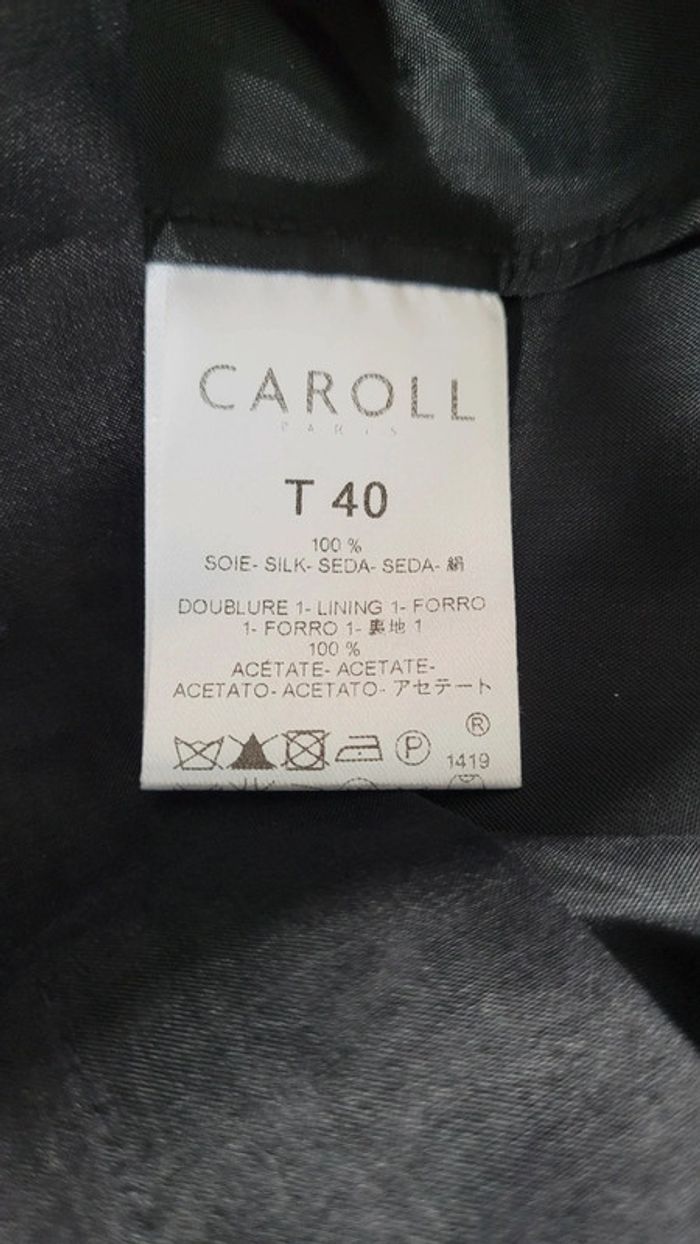 CAROLL
PARIS
T 40
100 %
SOIE- SILK- SEDA- SEDA- 絹
DOUBLURE 1- LINING 1- FORRO
1- FORRO 1- 裏地 1
100 %
ACÉTATE- ACETATE-
ACETATO- ACETATO- アセテート
®
P
1419